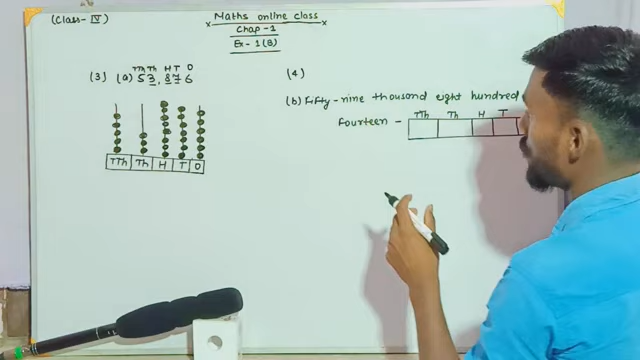 (Class- IV)
Maths online class
Chap-1
Ex-1(B)
TTh Th H T O
(3) (a) 53,876
TTh Th H T O
(4)
(b) Fifty-nine thousand eight hundred
Fourteen -
TTh Th H T